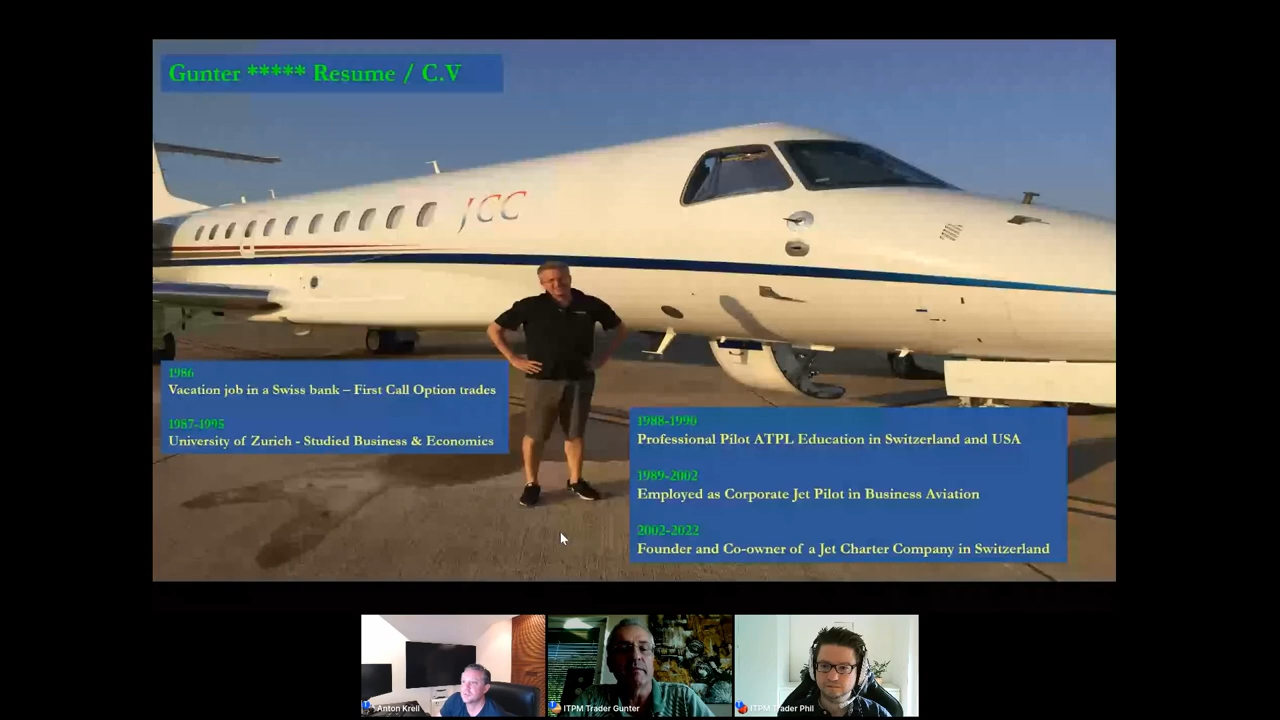 Gunter ***** Resume / C.V
JCC
1986
Vacation job in a Swiss bank – First Call Option trades
1987-1995
University of Zurich - Studied Business & Economics
1988-1990
Professional Pilot ATPL Education in Switzerland and USA
1989-2002
Employed as Corporate Jet Pilot in Business Aviation
2002-2022
Founder and Co-owner of a Jet Charter Company in Switzerland
Anton Kreil
ITPM Trader Gunter
ITPM Trader Phil